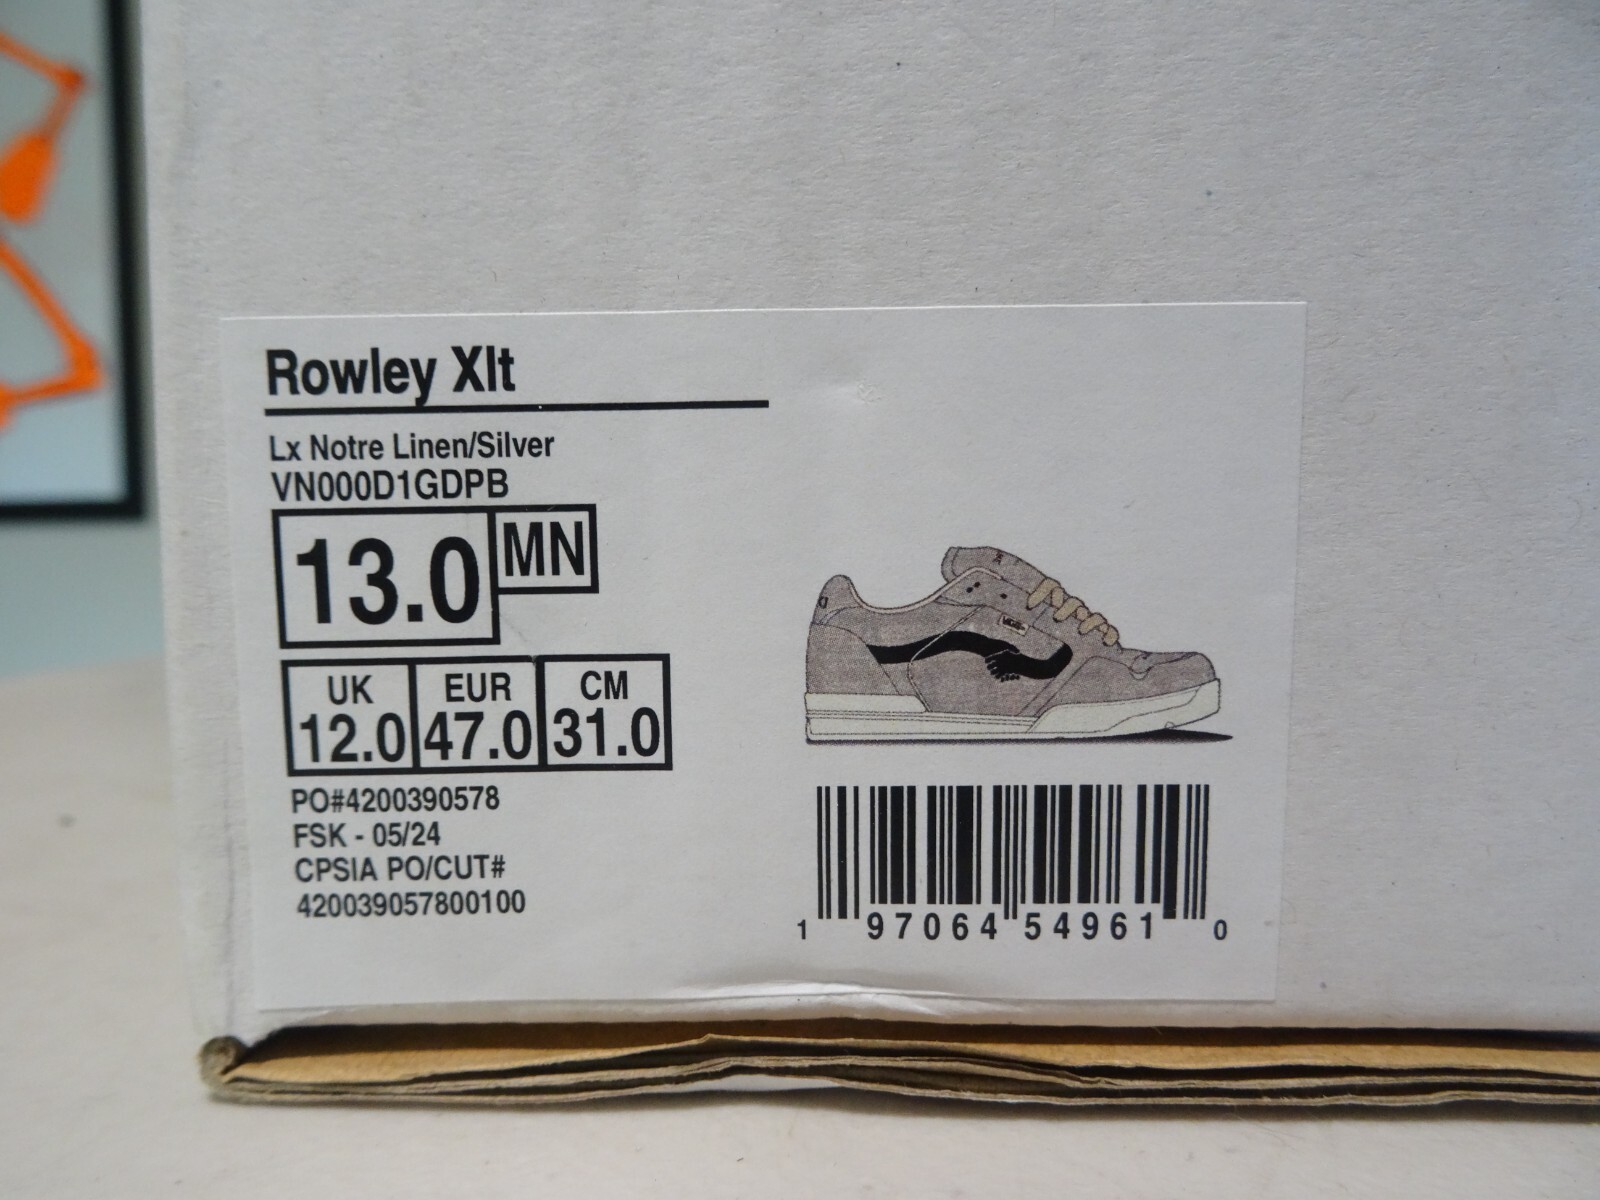 Rowley Xlt
Lx Notre Linen/Silver
VN000D1GDPB
13.0 MN
UK EUR CM
12.0 47.0 31.0
PO#4200390578
FSK - 05/24
CPSIA PO/CUT#
420039057800100
1 97064 54961 0